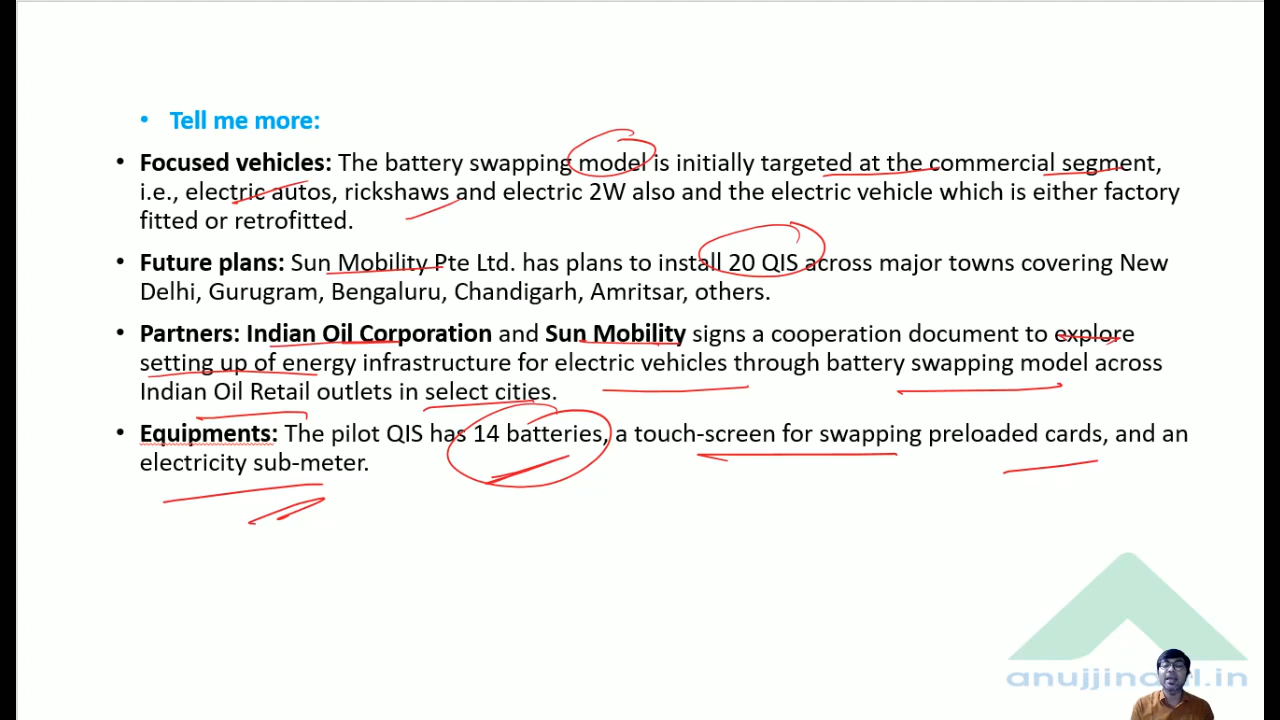 • Tell me more:
• Focused vehicles: The battery swapping model is initially targeted at the commercial segment,
i.e., electric autos, rickshaws and electric 2W also and the electric vehicle which is either factory
fitted or retrofitted.
• Future plans: Sun Mobility Pte Ltd. has plans to install 20 QIS across major towns covering New
Delhi, Gurugram, Bengaluru, Chandigarh, Amritsar, others.
• Partners: Indian Oil Corporation and Sun Mobility signs a cooperation document to explore
setting up of energy infrastructure for electric vehicles through battery swapping model across
Indian Oil Retail outlets in select cities.
• Equipments: The pilot QIS has 14 batteries, a touch-screen for swapping preloaded cards, and an
electricity sub-meter.